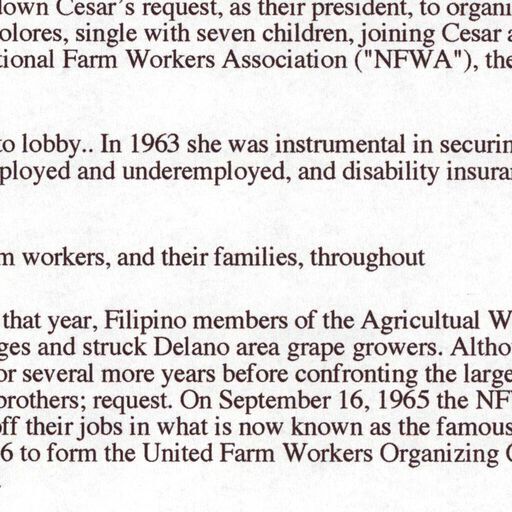 down Cesar's request, as their president, to organi
olores, single with seven children, joining Cesar a
tional Farm Workers Association ("NFWA"), the
to lobby.. In 1963 she was instrumental in securin
ployed and underemployed, and disability insura
m workers, and their families, throughout
that year, Filipino members of the Agricultual W
ges and struck Delano area grape growers. Altho
or several more years before confronting the large
brothers; request. On September 16, 1965 the NF
off their jobs in what is now known as the famous
6 to form the United Farm Workers Organizing